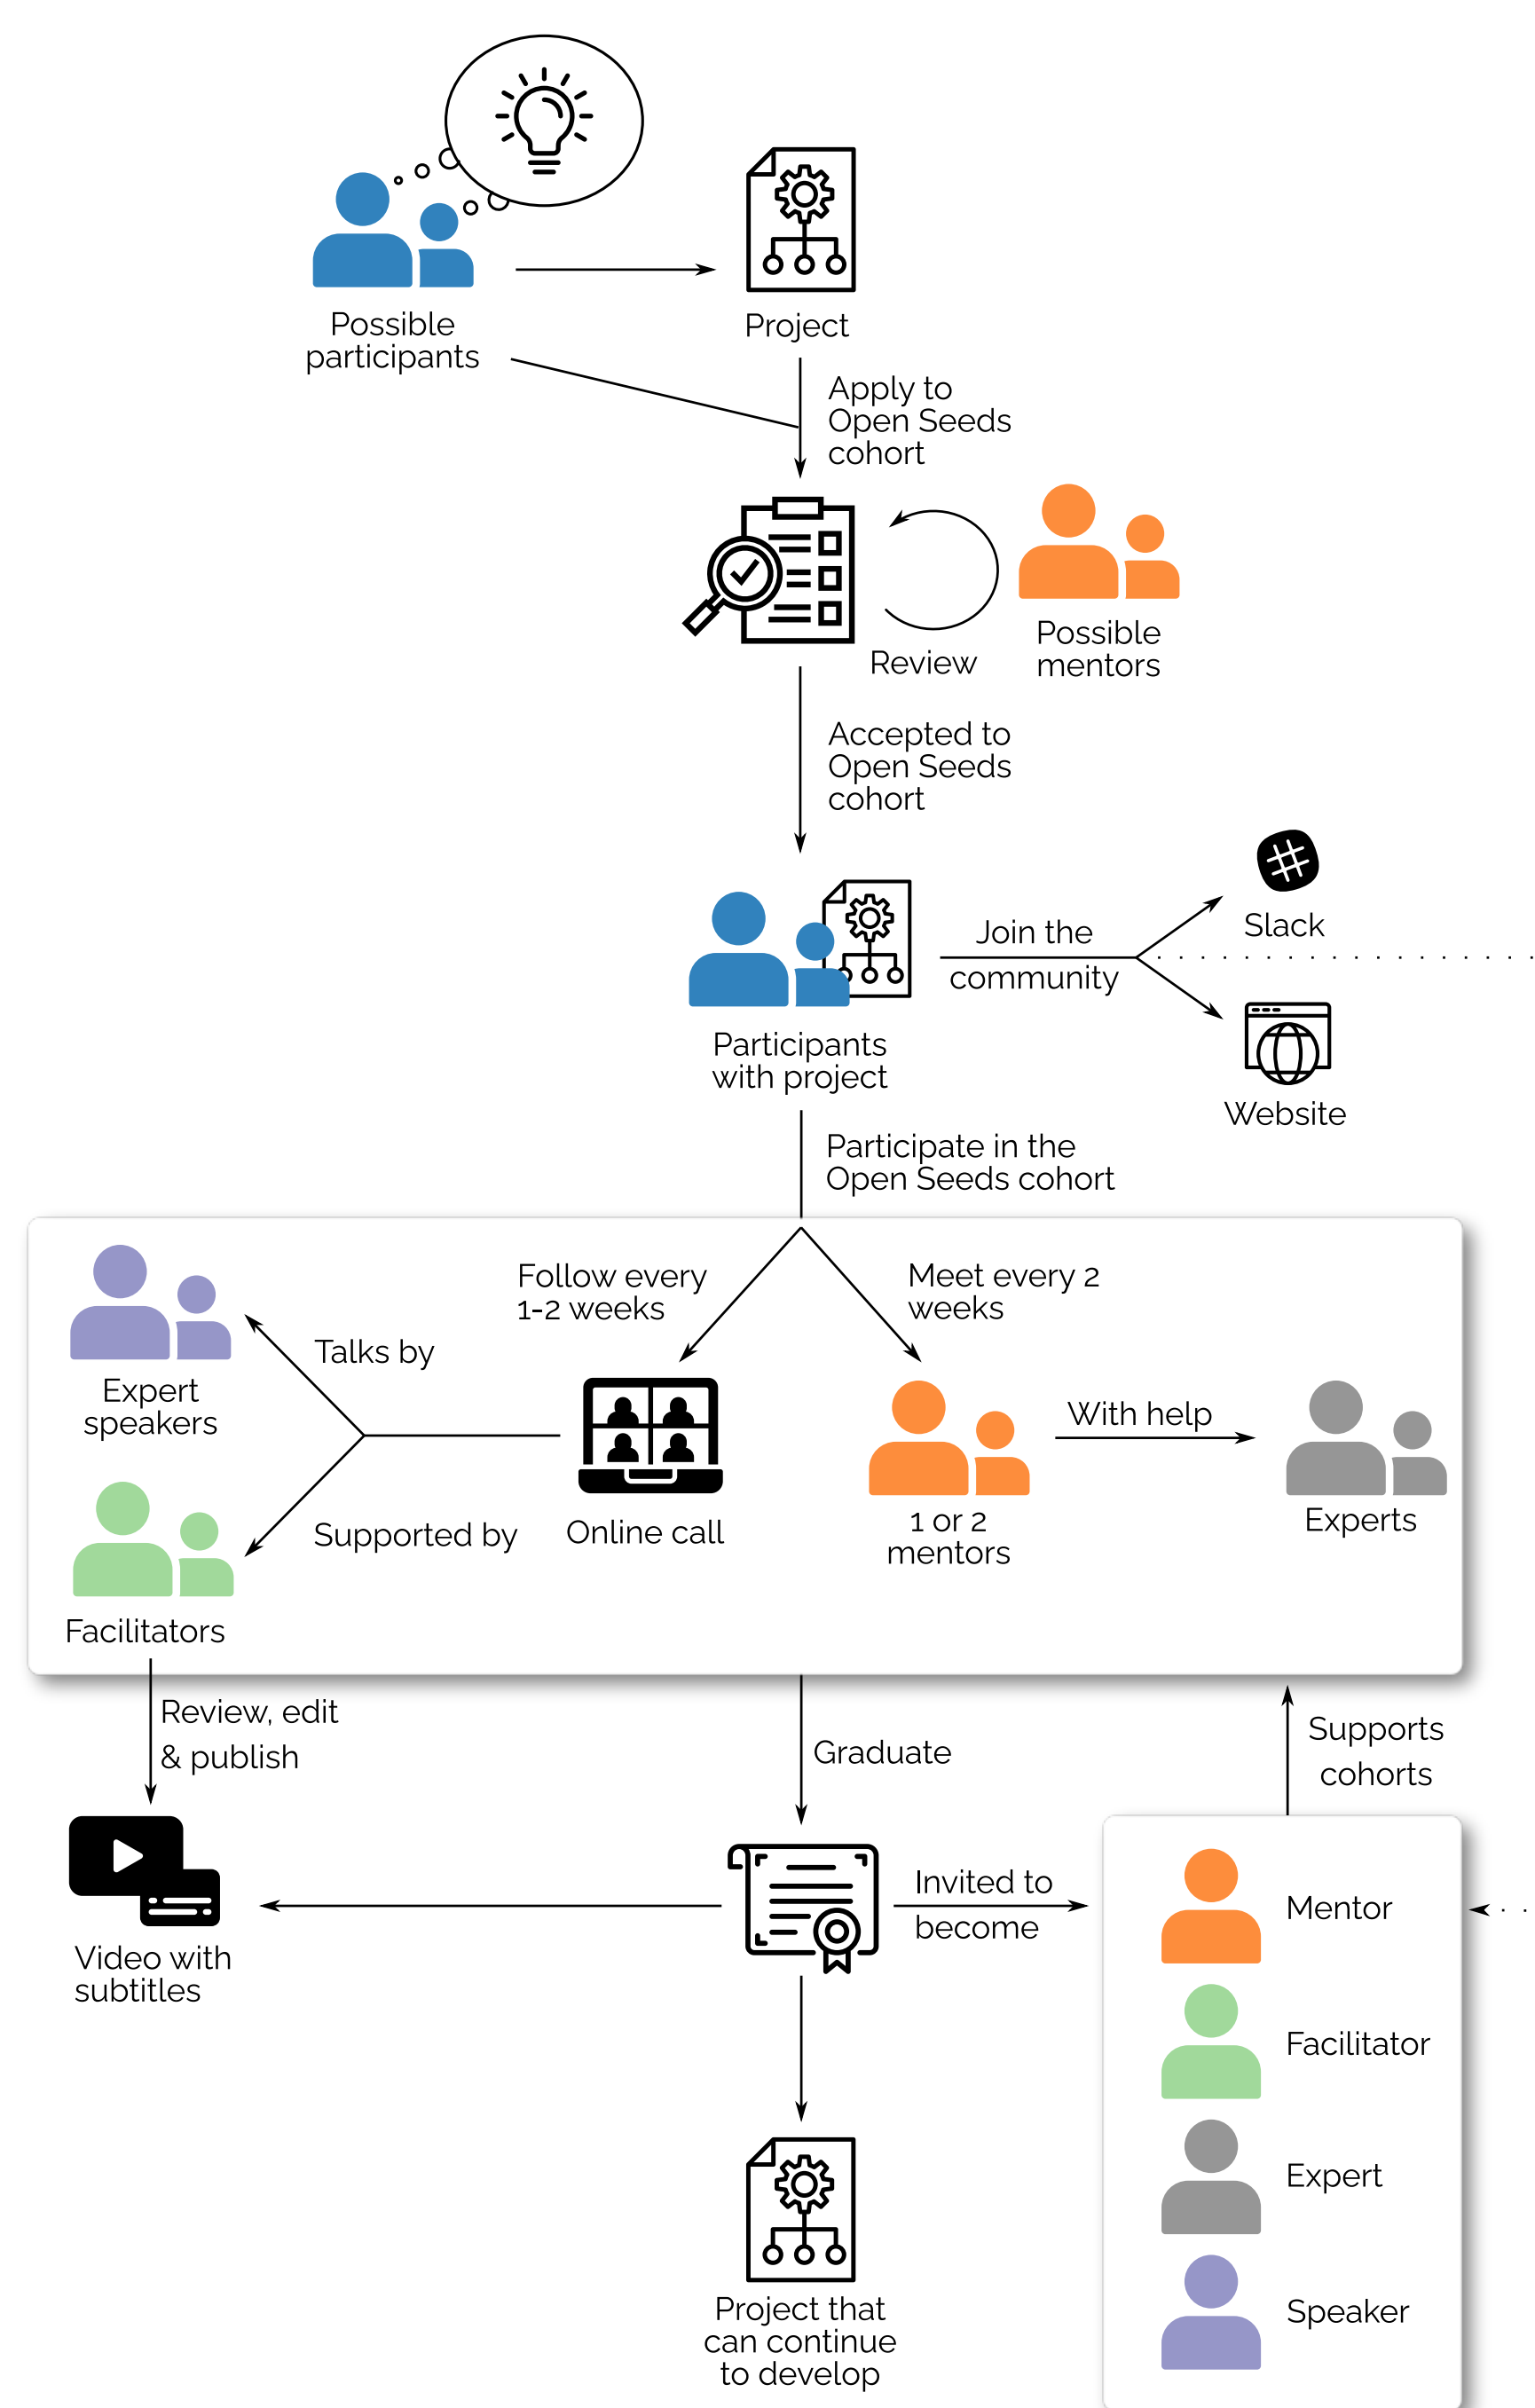 Possible
participants
Project
Apply to
Open Seeds
cohort
Review
Possible
mentors
Accepted to
Open Seeds
cohort
Participants
with project
Join the
community
Slack
Website
Participate in the
Open Seeds cohort
Follow every
1-2 weeks
Meet every 2
weeks
Talks by
Expert
speakers
Supported by
Online call
Facilitators
1 or 2
mentors
With help
Experts
Review, edit
& publish
Graduate
Supports
cohorts
Video with
subtitles
Invited to
become
Mentor
Facilitator
Expert
Speaker
Project that
can continue
to develop